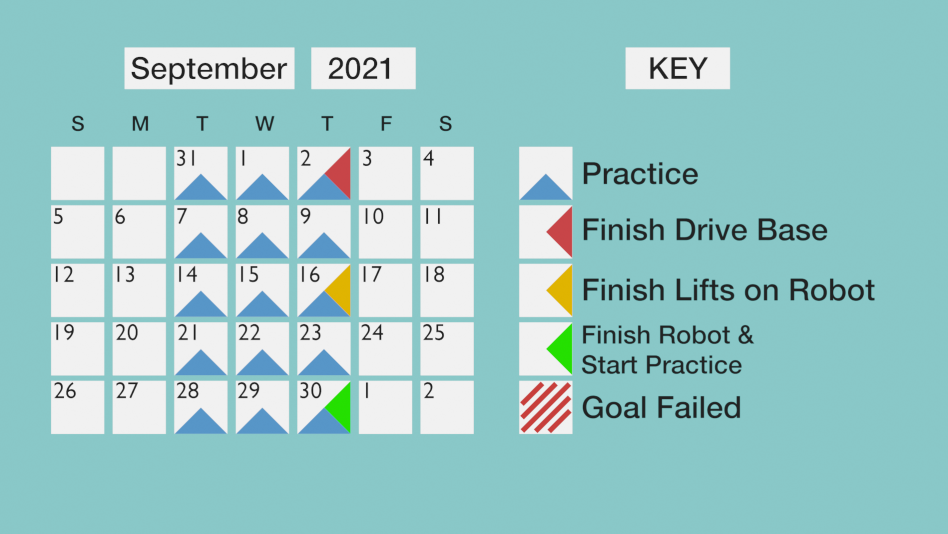 September 2021
KEY
S M T W T F S
31 1 2 3 4
5 6 7 8 9 10 11
12 13 14 15 16 17 18
19 20 21 22 23 24 25
26 27 28 29 30 1 2
Practice
Finish Drive Base
Finish Lifts on Robot
Finish Robot &
Start Practice
Goal Failed